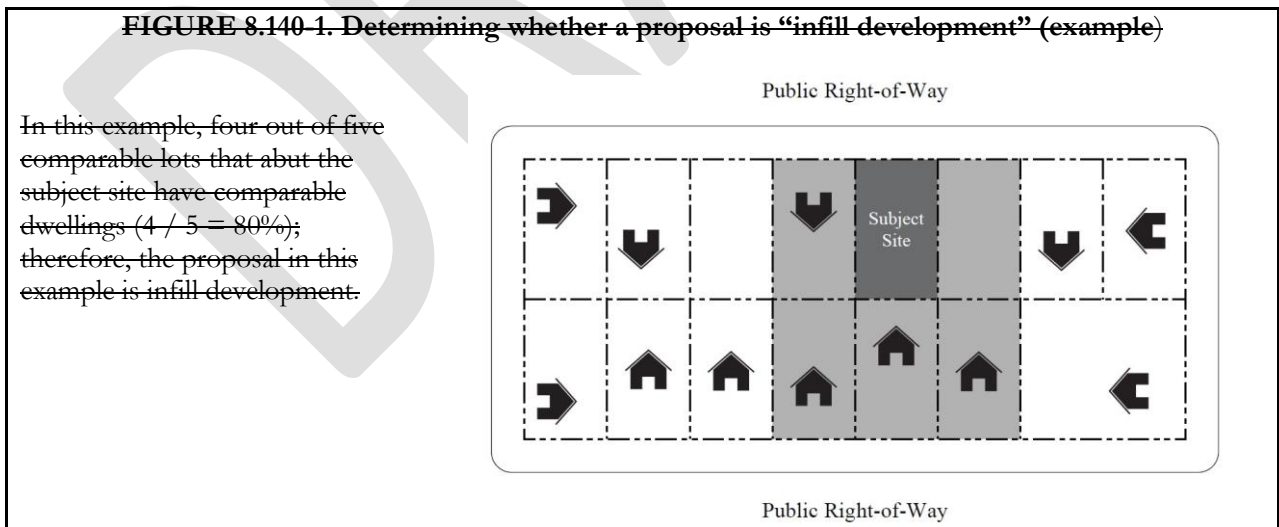 FIGURE 8.140-1. Determining whether a proposal is “infill development” (example)
Public Right-of-Way
In this example, four out of five
comparable lots that abut the
subject site have comparable
dwellings (4 / 5 = 80%);
therefore, the proposal in this
example is infill development.
Subject
Site
Public Right-of-Way